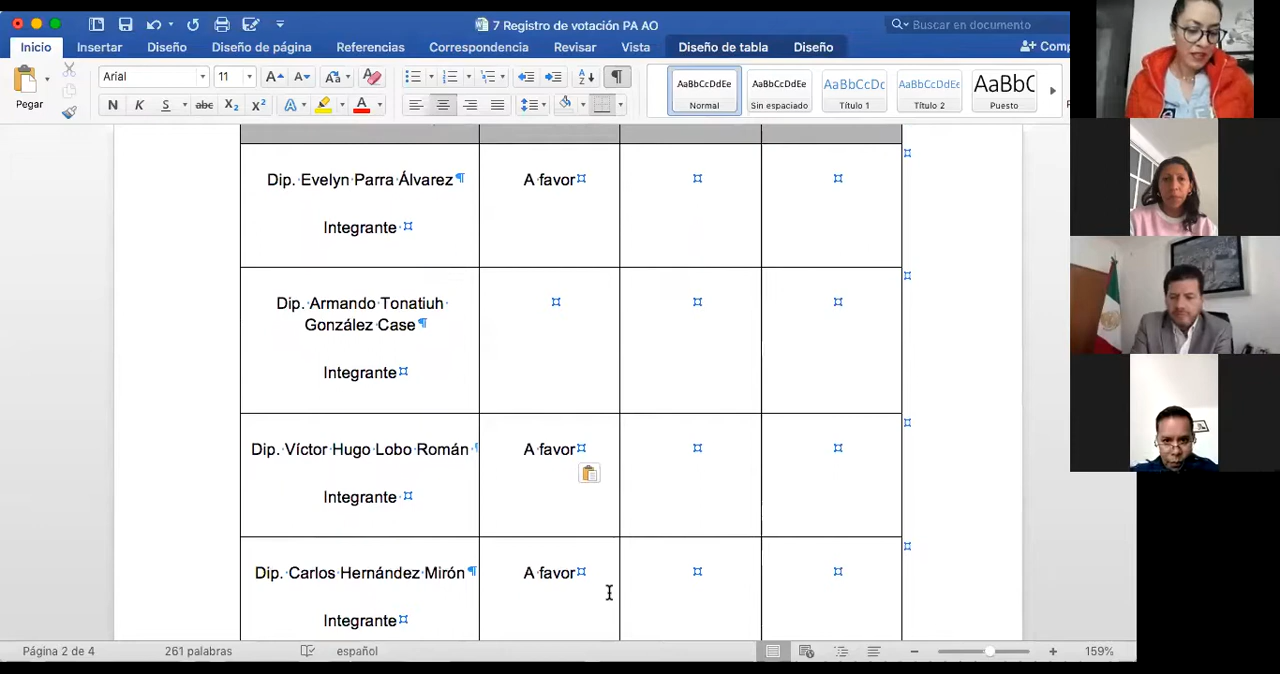 7 Registro de votación PA AO
Buscar en documento
Inicio Insertar Diseño Diseño de página Referencias Correspondencia Revisar Vista Diseño de tabla Diseño
Pegar
Arial 11
N K S abc X₂ X²
AaBbCcDdEe AaBbCcDdEe AaBbCcDc AaBbCcDdEe AaBbC
Normal Sin espaciado Título 1 Título 2 Puesto
Dip. Evelyn Parra Álvarez A favor
Integrante
Dip. Armando Tonatiuh
González Case
Integrante
Dip. Víctor Hugo Lobo Román A favor
Integrante
Dip. Carlos Hernández Mirón A favor
Integrante
Página 2 de 4 261 palabras español 159%